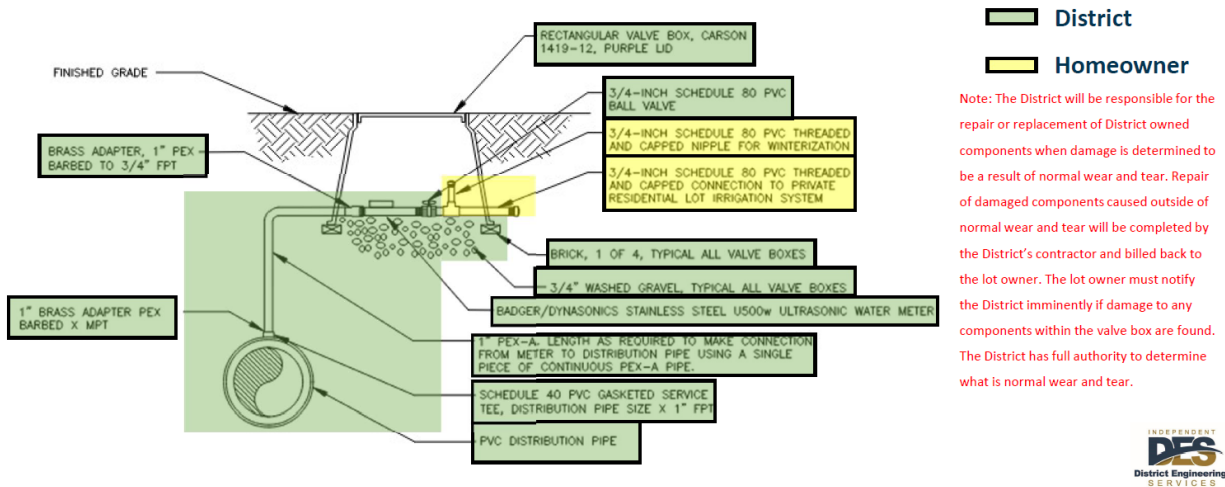 RECTANGULAR VALVE BOX, CARSON
1419-12, PURPLE LID
FINISHED GRADE
3/4-INCH SCHEDULE 80 PVC
BALL VALVE
3/4-INCH SCHEDULE 80 PVC THREADED
AND CAPPED NIPPLE FOR WINTERIZATION
BRASS ADAPTER, 1" PEX
BARBED TO 3/4" FPT
3/4-INCH SCHEDULE 80 PVC THREADED
AND CAPPED CONNECTION TO PRIVATE
RESIDENTIAL LOT IRRIGATION SYSTEM
BRICK, 1 OF 4, TYPICAL ALL VALVE BOXES
3/4" WASHED GRAVEL, TYPICAL ALL VALVE BOXES
BADGER/DYNASONICS STAINLESS STEEL U500w ULTRASONIC WATER METER
1" BRASS ADAPTER PEX
BARBED X MPT
1" PEX-A. LENGTH AS REQUIRED TO MAKE CONNECTION
FROM METER TO DISTRIBUTION PIPE USING A SINGLE
PIECE OF CONTINUOUS PEX-A PIPE.
SCHEDULE 40 PVC GASKETED SERVICE
TEE, DISTRIBUTION PIPE SIZE X 1" FPT
PVC DISTRIBUTION PIPE
District
Homeowner
Note: The District will be responsible for the
repair or replacement of District owned
components when damage is determined to
be a result of normal wear and tear. Repair
of damaged components caused outside of
normal wear and tear will be completed by
the District's contractor and billed back to
the lot owner. The lot owner must notify
the District imminently if damage to any
components within the valve box are found.
The District has full authority to determine
what is normal wear and tear.
INDEPENDENT
DES
District Engineering
SERVICES